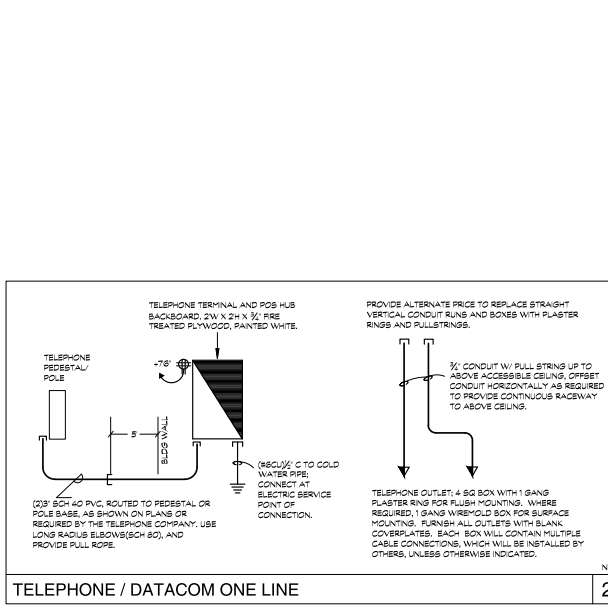 TELEPHONE TERMINAL AND POS HUB
BACKBOARD, 2'W X 2'H X ¾" FIRE
TREATED PLYWOOD, PAINTED WHITE.
TELEPHONE
PEDESTAL/
POLE
+76"
5'
BLDG WALL
(#6CU)½" C TO COLD
WATER PIPE;
CONNECT AT
ELECTRIC SERVICE
POINT OF
CONNECTION.
(2)3" SCH 40 PVC, ROUTED TO PEDESTAL OR
POLE BASE, AS SHOWN ON PLANS OR
REQUIRED BY THE TELEPHONE COMPANY. USE
LONG RADIUS ELBOWS(SCH 80), AND
PROVIDE PULL ROPE.
PROVIDE ALTERNATE PRICE TO REPLACE STRAIGHT
VERTICAL CONDUIT RUNS AND BOXES WITH PLASTER
RINGS AND PULLSTRINGS.
¾" CONDUIT W/ PULL STRING UP TO
ABOVE ACCESSIBLE CEILING, OFFSET
CONDUIT HORIZONTALLY AS REQUIRED
TO PROVIDE CONTINUOUS RACEWAY
TO ABOVE CEILING.
TELEPHONE OUTLET; 4 SQ BOX WITH 1 GANG
PLASTER RING FOR FLUSH MOUNTING. WHERE
REQUIRED, 1 GANG WIREMOLD BOX FOR SURFACE
MOUNTING. FURNISH ALL OUTLETS WITH BLANK
COVERPLATES. EACH BOX WILL CONTAIN MULTIPLE
CABLE CONNECTIONS, WHICH WILL BE INSTALLED BY
OTHERS, UNLESS OTHERWISE INDICATED.
N
TELEPHONE / DATACOM ONE LINE
2